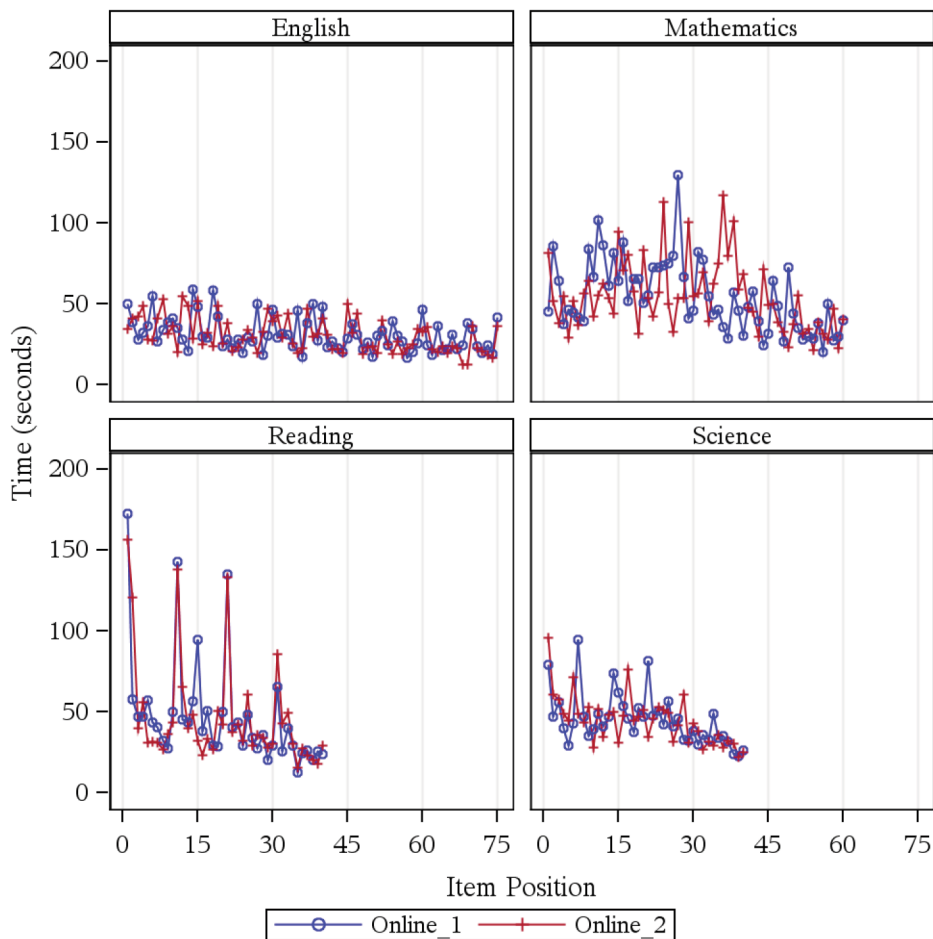 English
Mathematics
200
150
100
50
0
Reading
Science
200
150
100
50
0
Time (seconds)
0 15 30 45 60 75
0 15 30 45 60 75
Item Position
Online_1 Online_2